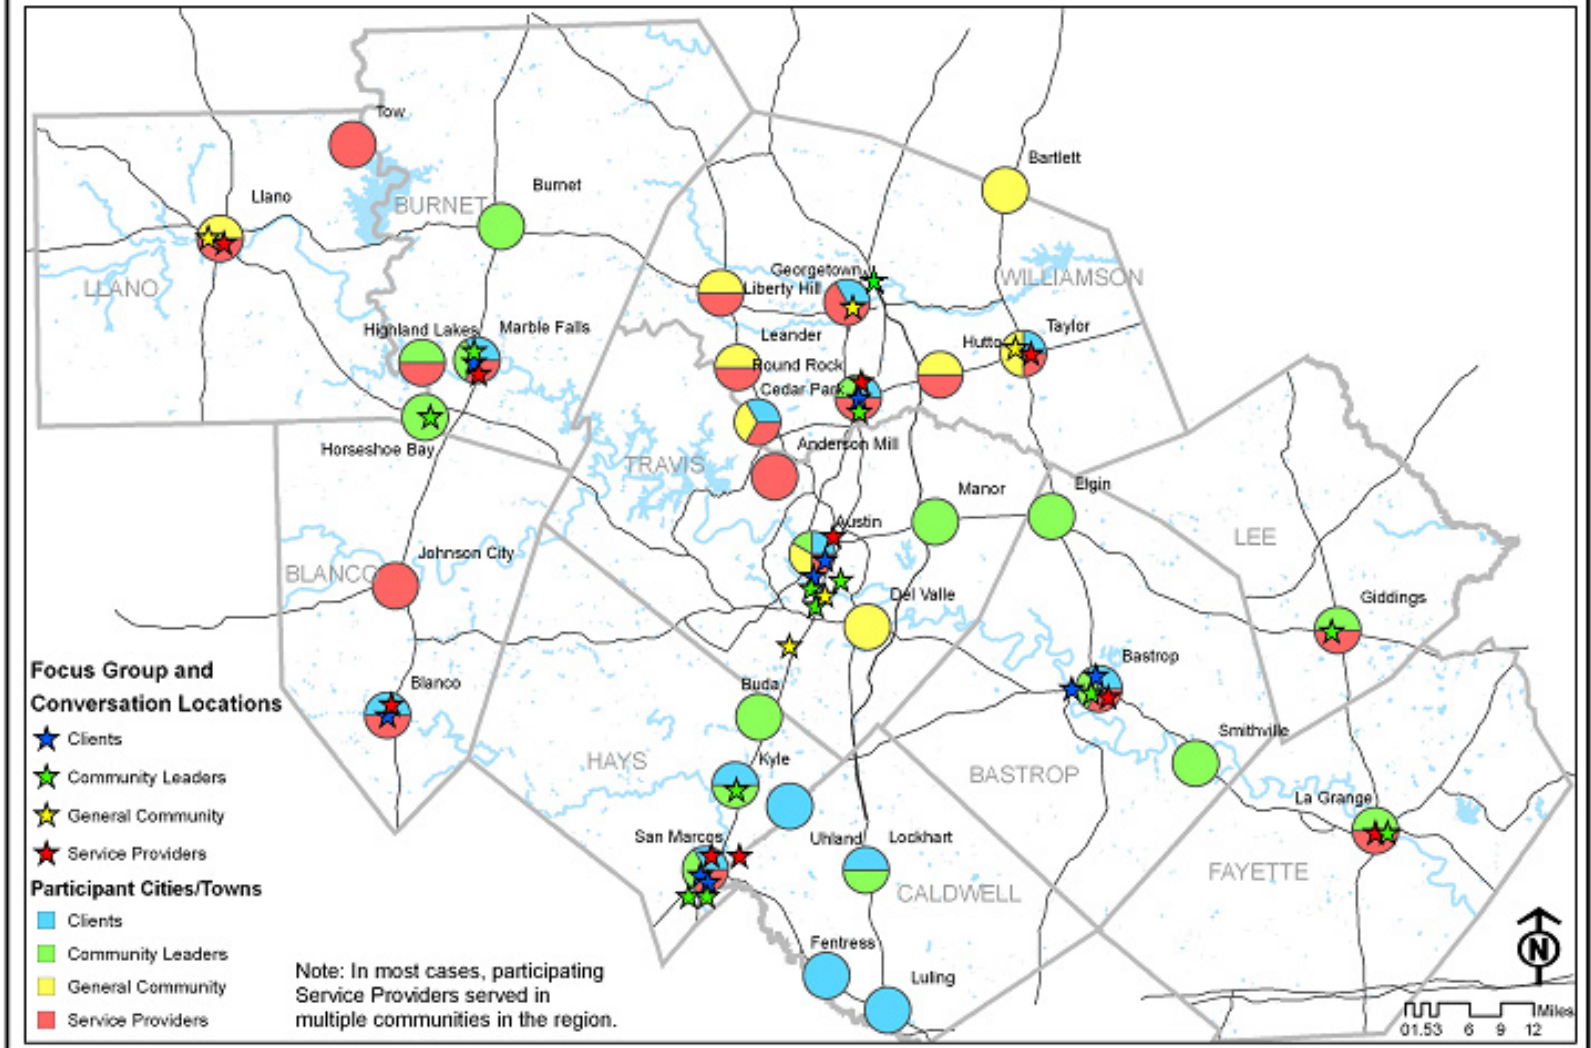 Tow
Bartlett
Llano
Burnet
BURNET
Georgetown
WILLIAMSON
LLANO
Liberty Hill
Highland Lakes
Marble Falls
Leander
Hutto
Taylor
Round Rock
Cedar Park
Horseshoe Bay
Anderson Mill
TRAVIS
Manor
Elgin
Austin
LEE
Johnson City
BLANCO
Del Valle
Giddings
Bastrop
Blanco
Buda
Smithville
HAYS
Kyle
BASTROP
La Grange
San Marcos
Uhland
Lockhart
FAYETTE
CALDWELL
Fentress
Luling
Focus Group and
Conversation Locations
Clients
Community Leaders
General Community
Service Providers
Participant Cities/Towns
Clients
Community Leaders
General Community
Service Providers
Note: In most cases, participating
Service Providers served in
multiple communities in the region.
N
Miles
01.53 6 9 12